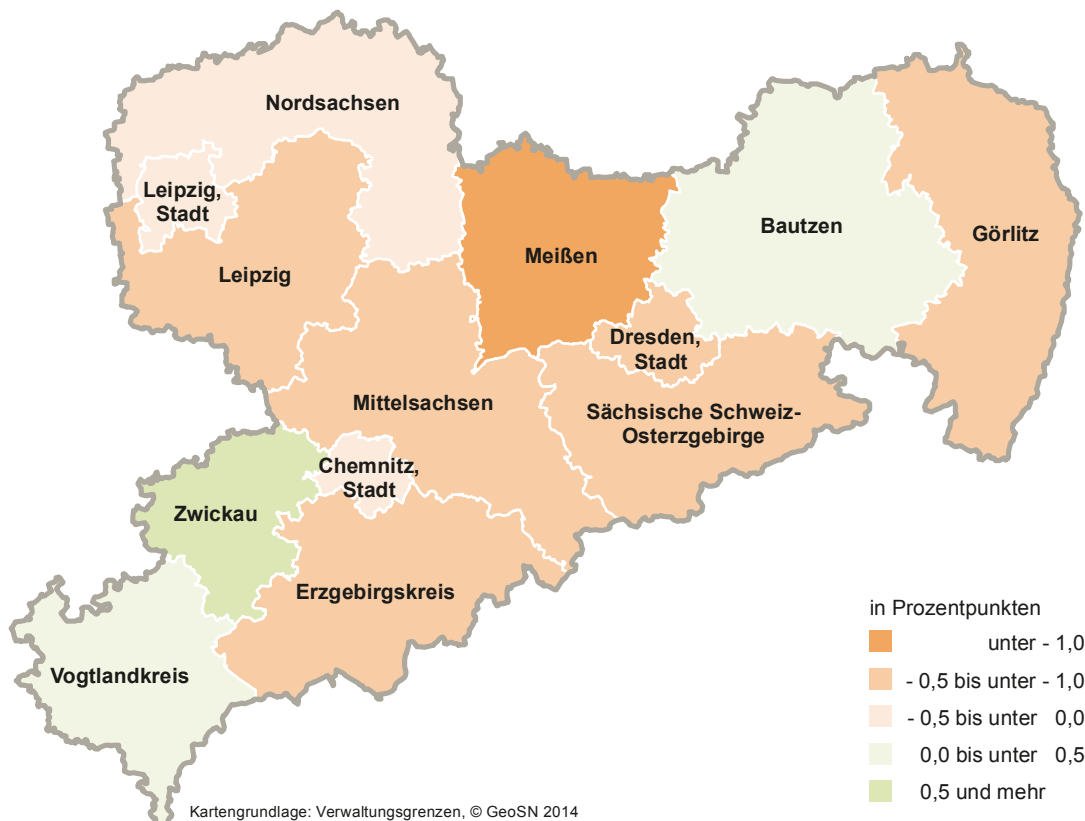 Nordsachsen
Leipzig,
Stadt
Leipzig
Meißen
Bautzen
Görlitz
Dresden,
Stadt
Mittelsachsen
Sächsische Schweiz-
Osterzgebirge
Chemnitz,
Stadt
Zwickau
Erzgebirgskreis
Vogtlandkreis
in Prozentpunkten
unter - 1,0
- 0,5 bis unter - 1,0
- 0,5 bis unter 0,0
0,0 bis unter 0,5
0,5 und mehr
Kartengrundlage: Verwaltungsgrenzen, © GeoSN 2014